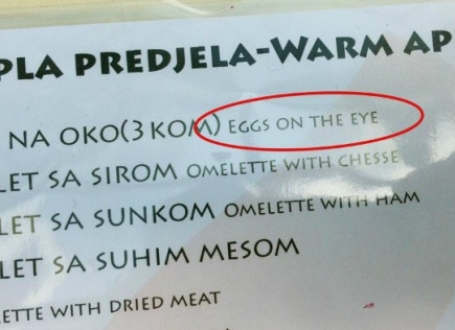 PLA PREDJELA-WARM AP
NA OKO(3 KOM) EGGS ON THE EYE
LET SA SIROM OMELETTE WITH CHESSE
LET SA SUNKOM OMELETTE WITH HAM
LET SA SUHIM MESOM
ETTE WITH DRIED MEAT